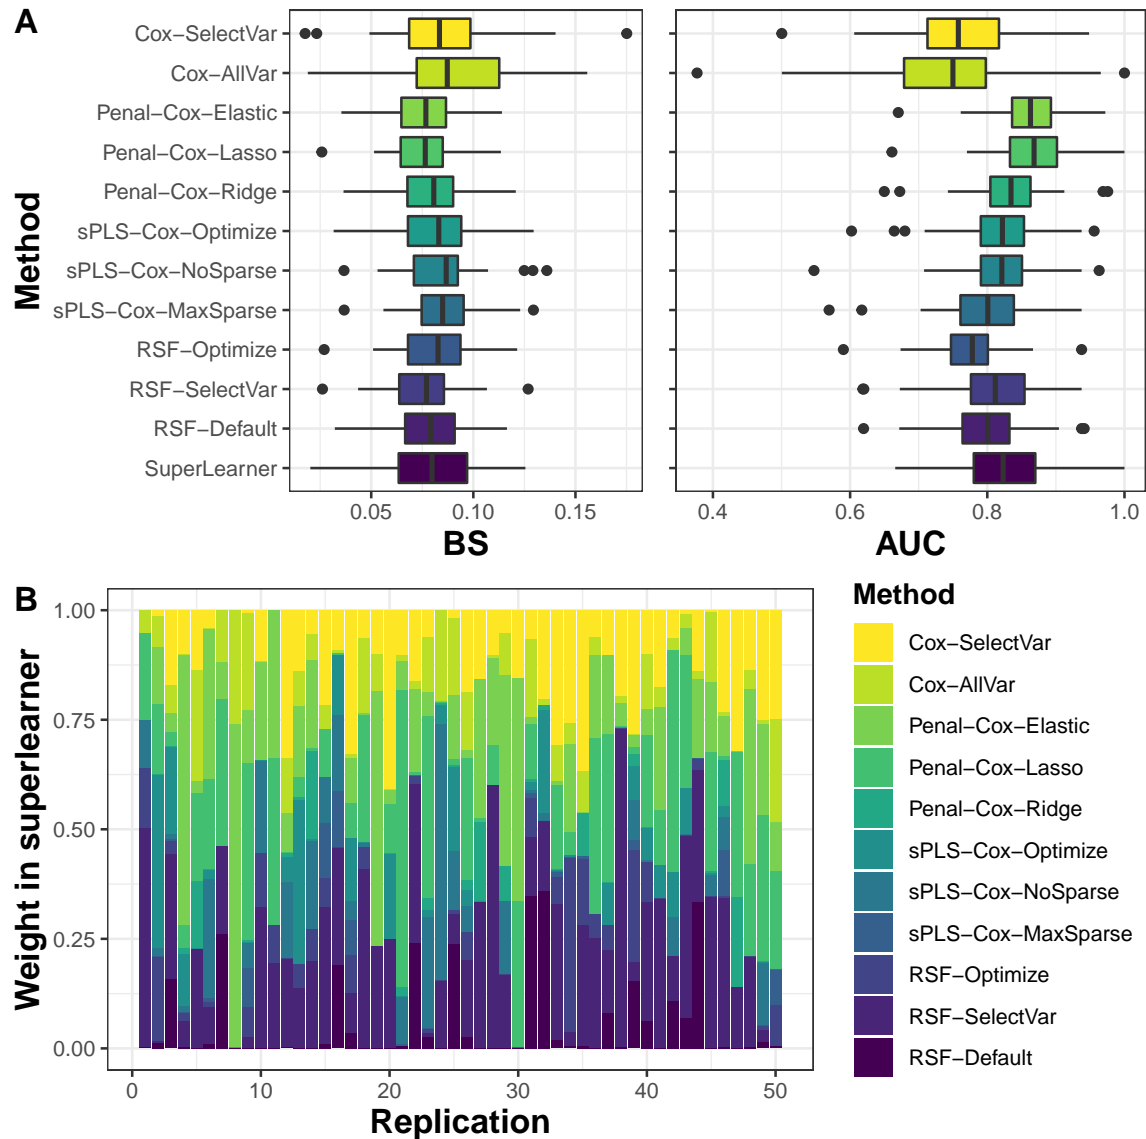 A
Method
Cox−SelectVar
Cox−AllVar
Penal−Cox−Elastic
Penal−Cox−Lasso
Penal−Cox−Ridge
sPLS−Cox−Optimize
sPLS−Cox−NoSparse
sPLS−Cox−MaxSparse
RSF−Optimize
RSF−SelectVar
RSF−Default
SuperLearner
0.05 0.10 0.15
BS
0.4 0.6 0.8 1.0
AUC
B
Weight in superlearner
1.00
0.75
0.50
0.25
0.00
0 10 20 30 40 50
Replication
Method
Cox−SelectVar
Cox−AllVar
Penal−Cox−Elastic
Penal−Cox−Lasso
Penal−Cox−Ridge
sPLS−Cox−Optimize
sPLS−Cox−NoSparse
sPLS−Cox−MaxSparse
RSF−Optimize
RSF−SelectVar
RSF−Default